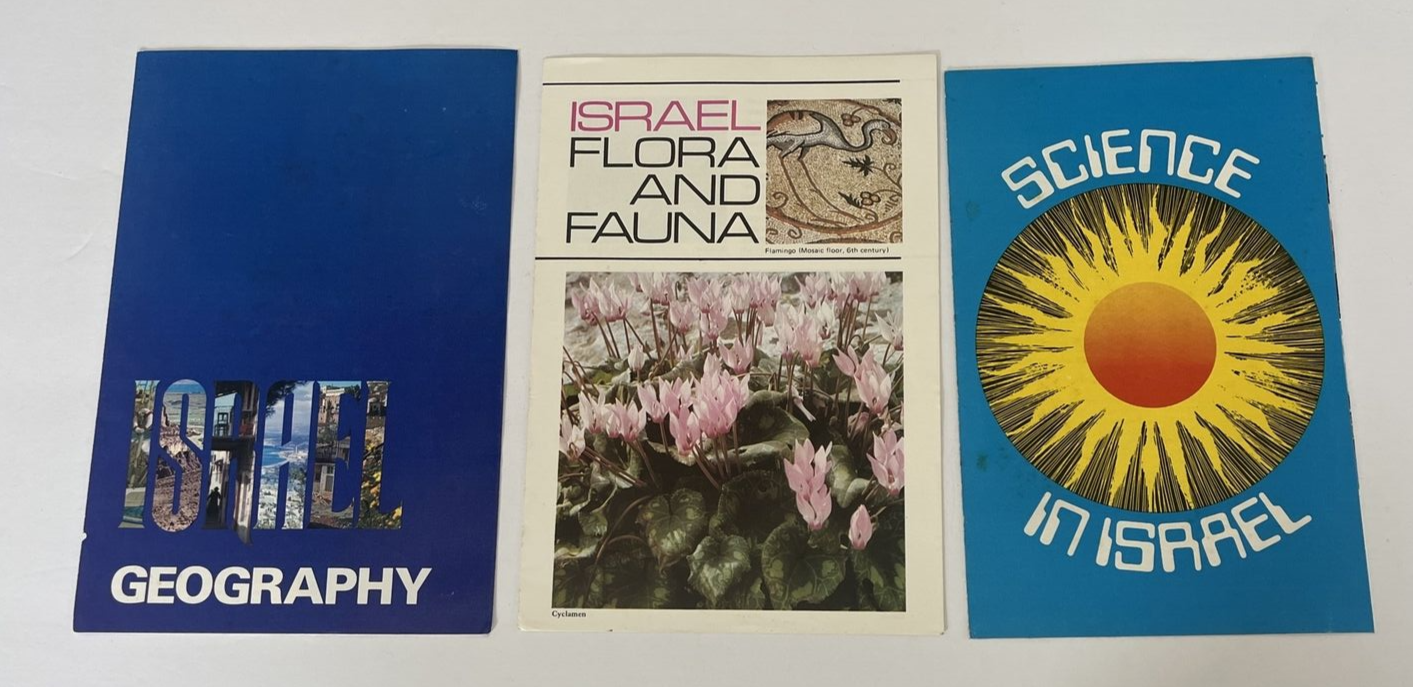 ISRAEL
GEOGRAPHY
ISRAEL
FLORA
AND
FAUNA
Flamingo (Mosaic floor, 6th century)
Cyclamen
SCIENCE
IN ISRAEL